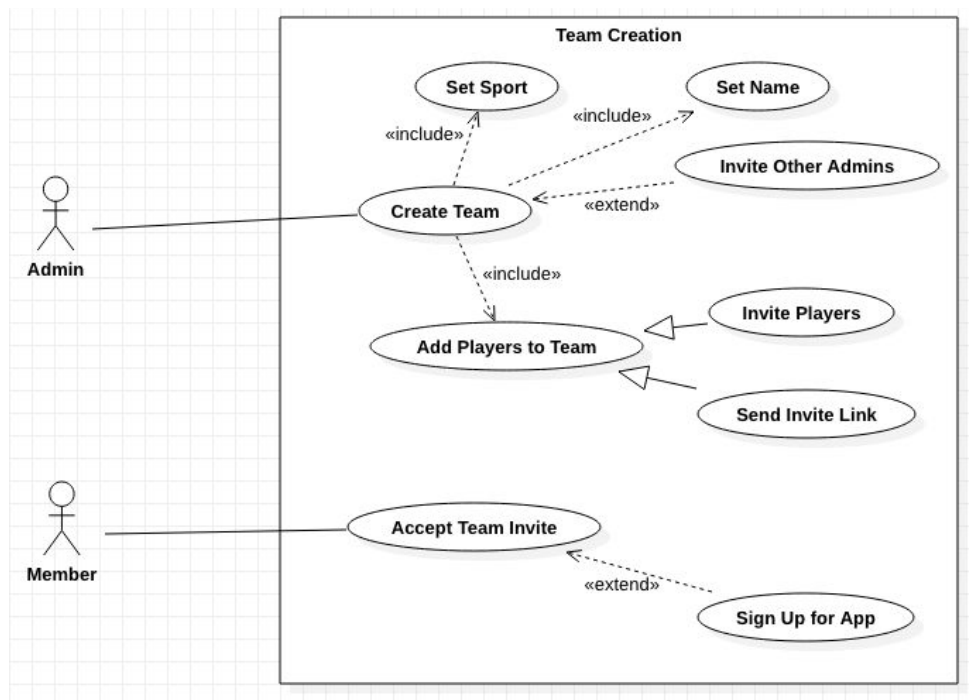 Team Creation
Set Sport
Set Name
«include»
«include»
Invite Other Admins
«extend»
Create Team
Admin
«include»
Invite Players
Add Players to Team
Send Invite Link
Accept Team Invite
Member
«extend»
Sign Up for App